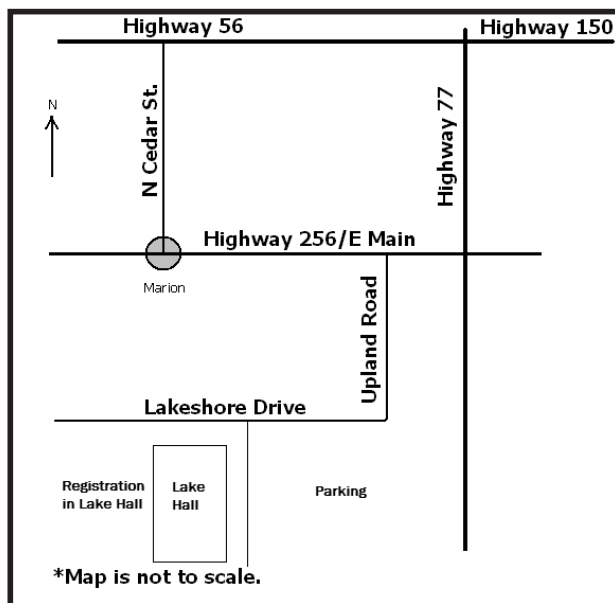 Highway 56
Highway 150
N
N Cedar St.
Highway 77
Highway 256/E Main
Marion
Upland Road
Lakeshore Drive
Registration
in Lake Hall
Lake
Hall
Parking
*Map is not to scale.